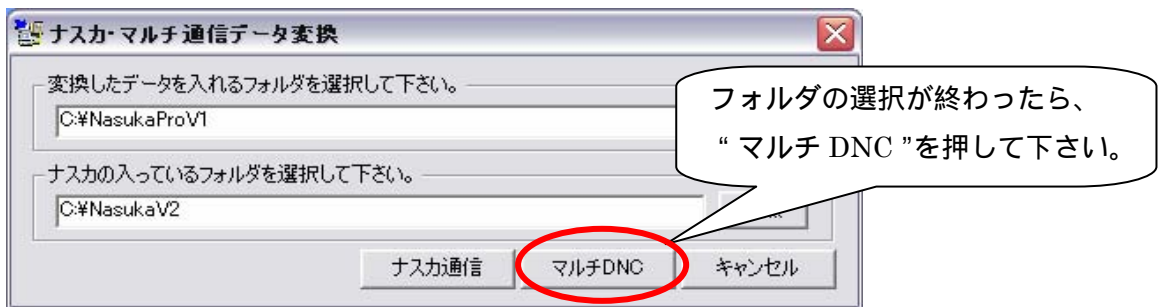 ナスカ・マルチ通信データ変換
変換したデータを入れるフォルダを選択して下さい。
C:¥NasukaProV1
フォルダの選択が終わったら、
“マルチ DNC ”を押して下さい。
ナスカの入っているフォルダを選択して下さい。
C:¥NasukaV2
ナスカ通信
マルチDNC
キャンセル